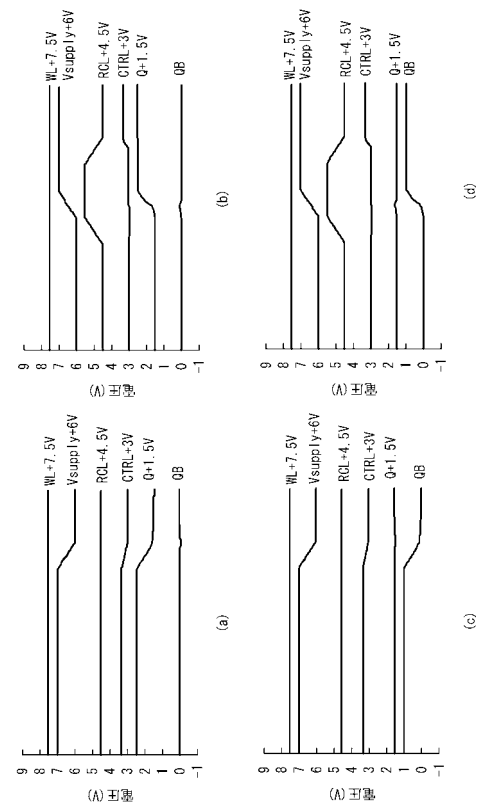 9
8
7
6
5
4
3
2
1
0
-1
電圧(V)
WL+7.5V
Vsupply+6V
RCL+4.5V
CTRL+3V
Q+1.5V
QB
(a)
9
8
7
6
5
4
3
2
1
0
-1
電圧(V)
WL+7.5V
Vsupply+6V
RCL+4.5V
CTRL+3V
Q+1.5V
QB
(b)
9
8
7
6
5
4
3
2
1
0
-1
電圧(V)
WL+7.5V
Vsupply+6V
RCL+4.5V
CTRL+3V
Q+1.5V
QB
(c)
9
8
7
6
5
4
3
2
1
0
-1
電圧(V)
WL+7.5V
Vsupply+6V
RCL+4.5V
CTRL+3V
Q+1.5V
QB
(d)